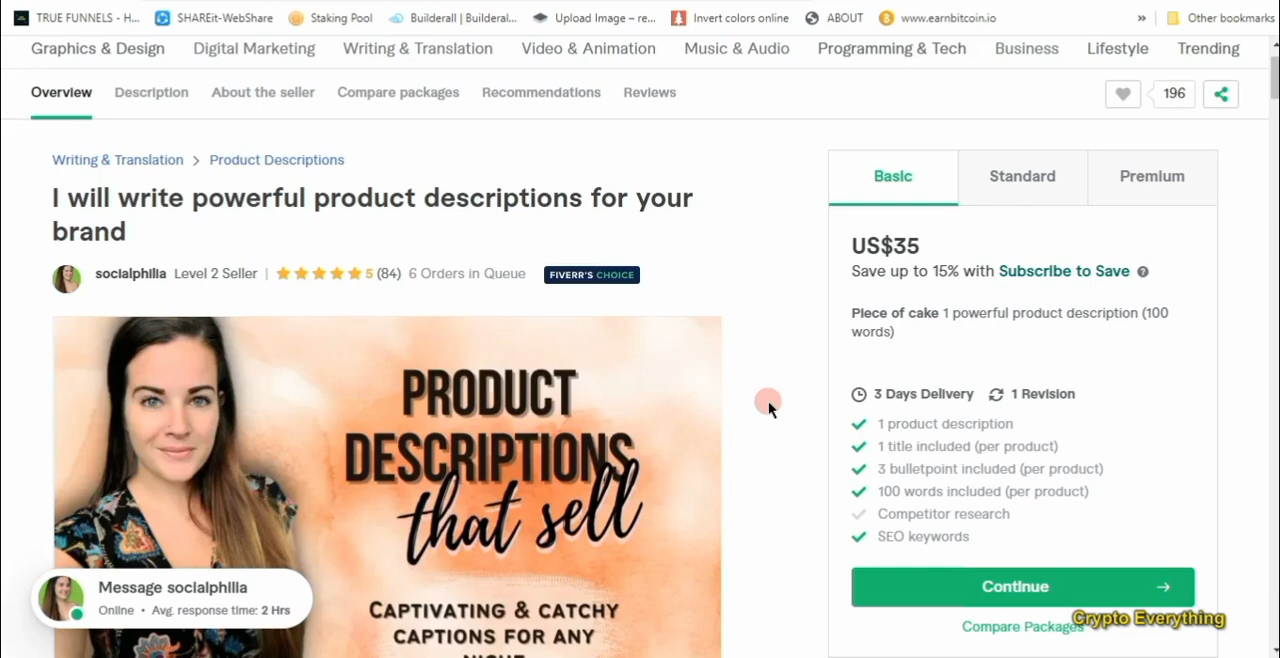 TRUE FUNNELS - H...
SHAREit-WebShare
Staking Pool
Builderall | Builderal...
Upload Image – re...
Invert colors online
ABOUT
www.earnbitcoin.io
»
Other bookmarks
Graphics & Design
Digital Marketing
Writing & Translation
Video & Animation
Music & Audio
Programming & Tech
Business
Lifestyle
Trending
Overview
Description
About the seller
Compare packages
Recommendations
Reviews
196
Writing & Translation > Product Descriptions
I will write powerful product descriptions for your
brand
socialphilia Level 2 Seller | 5 (84) 6 Orders in Queue FIVERR'S CHOICE
PRODUCT
DESCRIPTIONS
that sell
CAPTIVATING & CATCHY
CAPTIONS FOR ANY
Message socialphilia
Online • Avg. response time: 2 Hrs
Basic
Standard
Premium
US$35
Save up to 15% with Subscribe to Save ?
Piece of cake 1 powerful product description (100
words)
3 Days Delivery
1 Revision
1 product description
1 title included (per product)
3 bulletpoint included (per product)
100 words included (per product)
Competitor research
SEO keywords
Continue →
Compare Packages
Crypto Everything